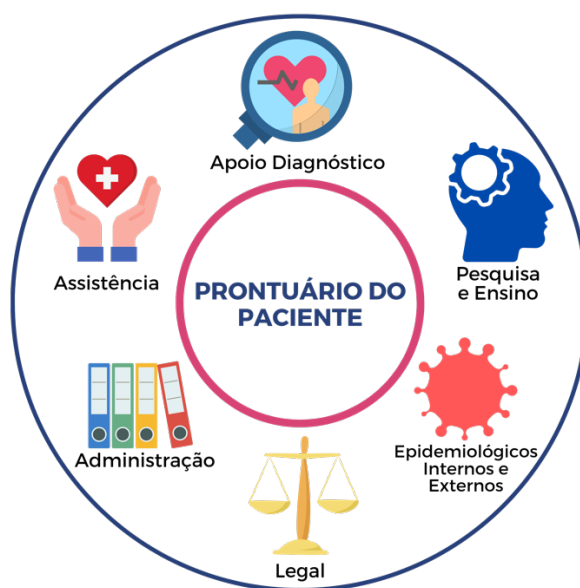 Apoio Diagnóstico
Assistência
Pesquisa
e Ensino
PRONTUÁRIO DO
PACIENTE
Administração
Epidemiológicos
Internos e
Externos
Legal